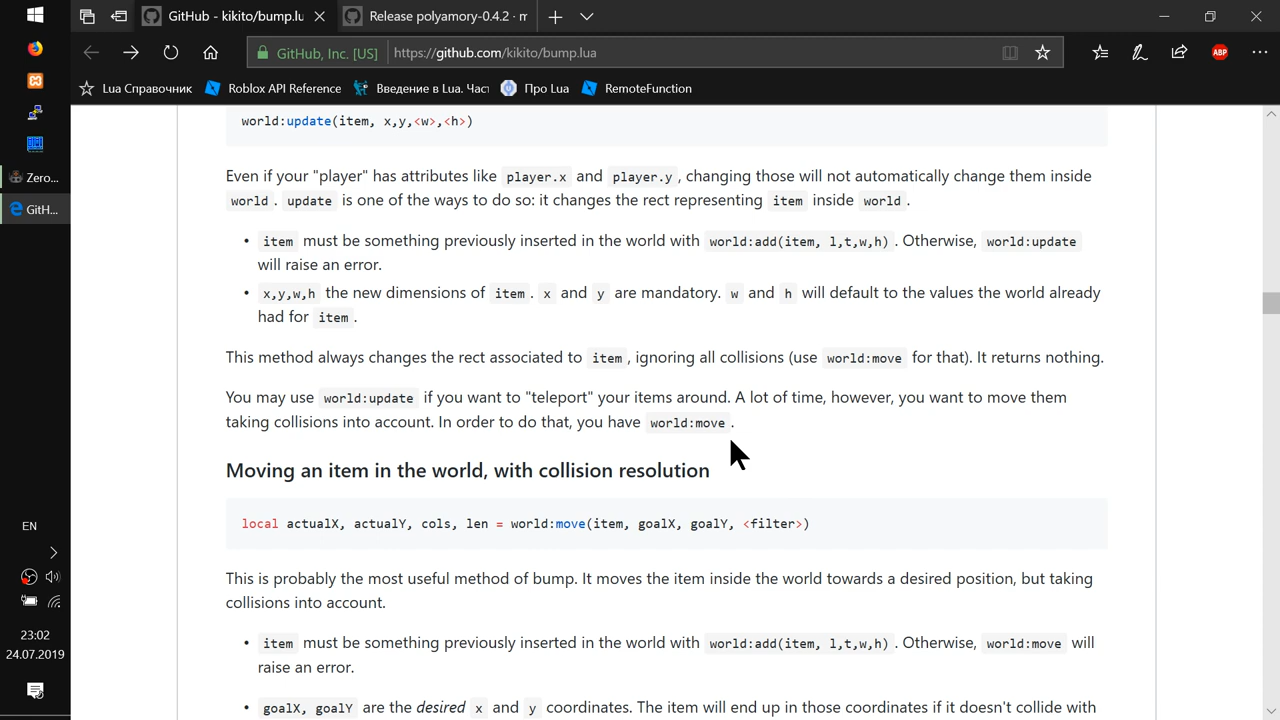 GitHub - kikito/bump.lu
Release polyamory-0.4.2 · m
GitHub, Inc. [US]
https://github.com/kikito/bump.lua
ABP
Lua Справочник
Roblox API Reference
Введение в Lua. Час
Про Lua
RemoteFunction
Zero...
GitH...
world:update(item, x,y,<w>,<h>)
Even if your "player" has attributes like player.x and player.y, changing those will not automatically change them inside
world. update is one of the ways to do so: it changes the rect representing item inside world.
• item must be something previously inserted in the world with world:add(item, l,t,w,h). Otherwise, world:update
will raise an error.
• x,y,w,h the new dimensions of item. x and y are mandatory. w and h will default to the values the world already
had for item.
This method always changes the rect associated to item, ignoring all collisions (use world:move for that). It returns nothing.
You may use world:update if you want to "teleport" your items around. A lot of time, however, you want to move them
taking collisions into account. In order to do that, you have world:move.
Moving an item in the world, with collision resolution
local actualX, actualY, cols, len = world:move(item, goalX, goalY, <filter>)
This is probably the most useful method of bump. It moves the item inside the world towards a desired position, but taking
collisions into account.
• item must be something previously inserted in the world with world:add(item, l,t,w,h). Otherwise, world:move will
raise an error.
• goalX, goalY are the desired x and y coordinates. The item will end up in those coordinates if it doesn't collide with
EN
23:02
24.07.2019